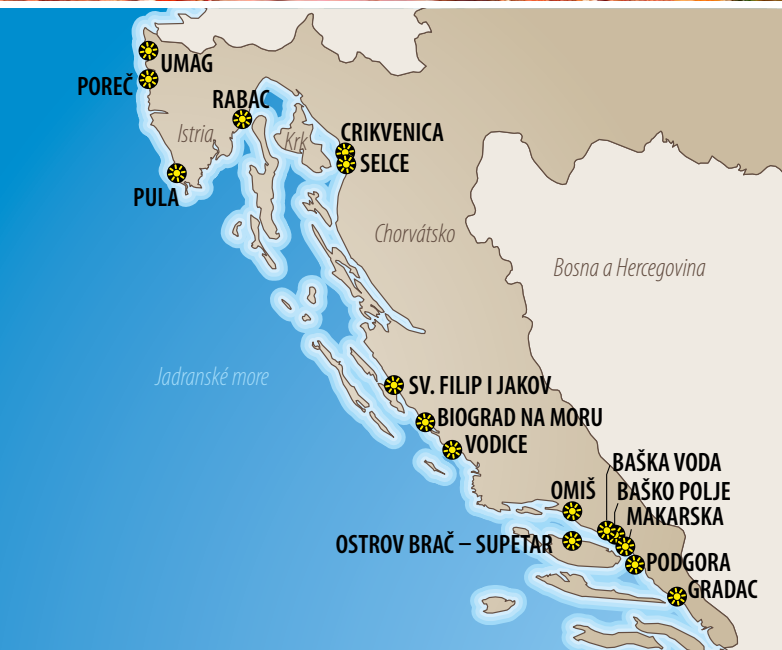 UMAG
POREČ
RABAC
Istria
Krk
CRIKVENICA
SELCE
PULA
Chorvátsko
Bosna a Hercegovina
Jadranské more
SV. FILIP I JAKOV
BIOGRAD NA MORU
VODICE
BAŠKA VODA
OMIŠ
BAŠKO POLJE
MAKARSKA
OSTROV BRAČ – SUPETAR
PODGORA
GRADAC